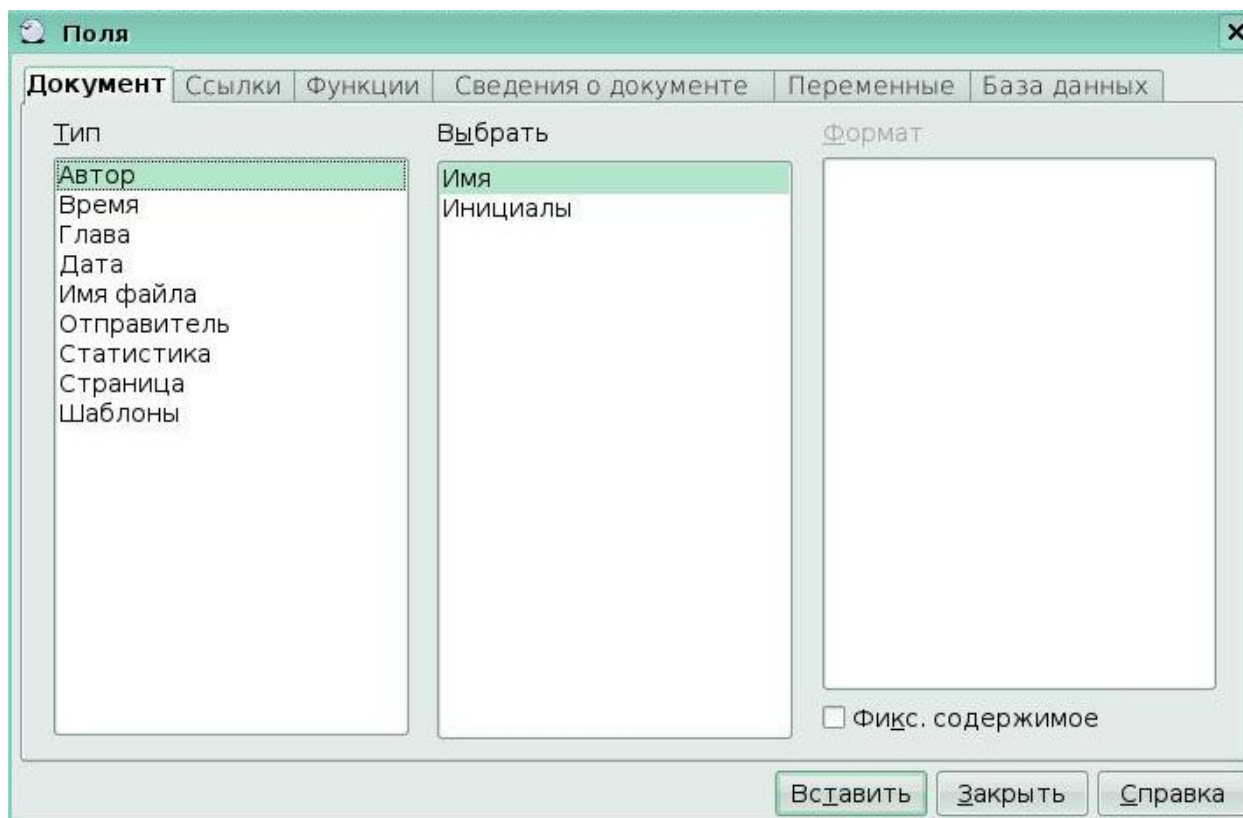 Поля
Документ Ссылки Функции Сведения о документе Переменные База данных
Тип
Автор
Время
Глава
Дата
Имя файла
Отправитель
Статистика
Страница
Шаблоны
Выбрать
Имя
Инициалы
Формат
Фикс. содержимое
Вставить Закрыть Справка